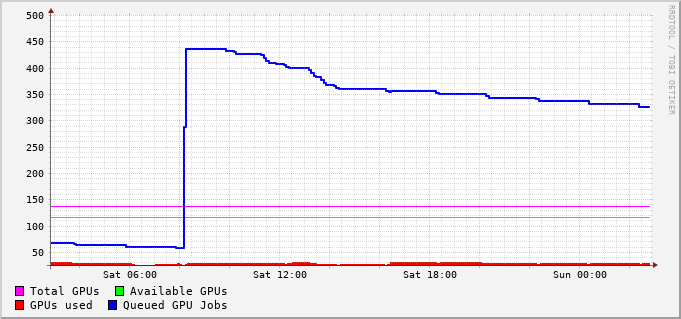 RRDTOOL / TOBI OETIKER
500
450
400
350
300
250
200
150
100
50
Sat 06:00 Sat 12:00 Sat 18:00 Sun 00:00
Total GPUs Available GPUs
GPUs used Queued GPU Jobs